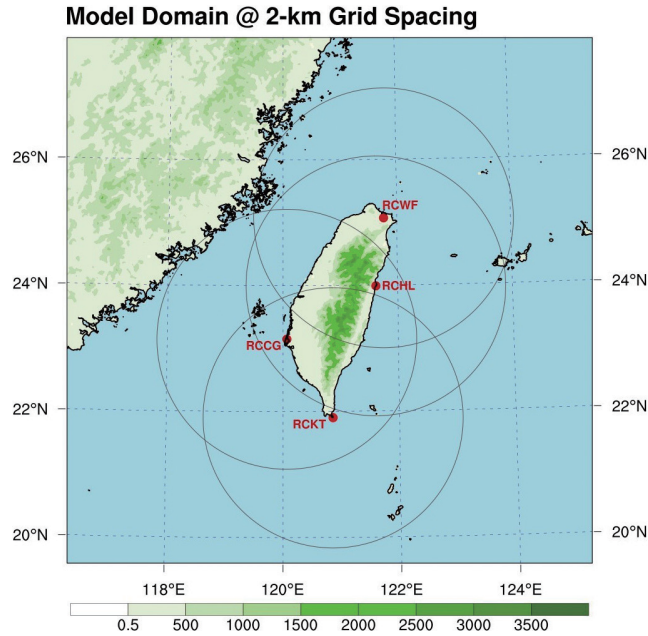 Model Domain @ 2-km Grid Spacing
26°N 26°N
RCWF
24°N RCHL 24°N
RCCG
22°N RCKT 22°N
20°N 20°N
118°E 120°E 122°E 124°E
0.5 500 1000 1500 2000 2500 3000 3500